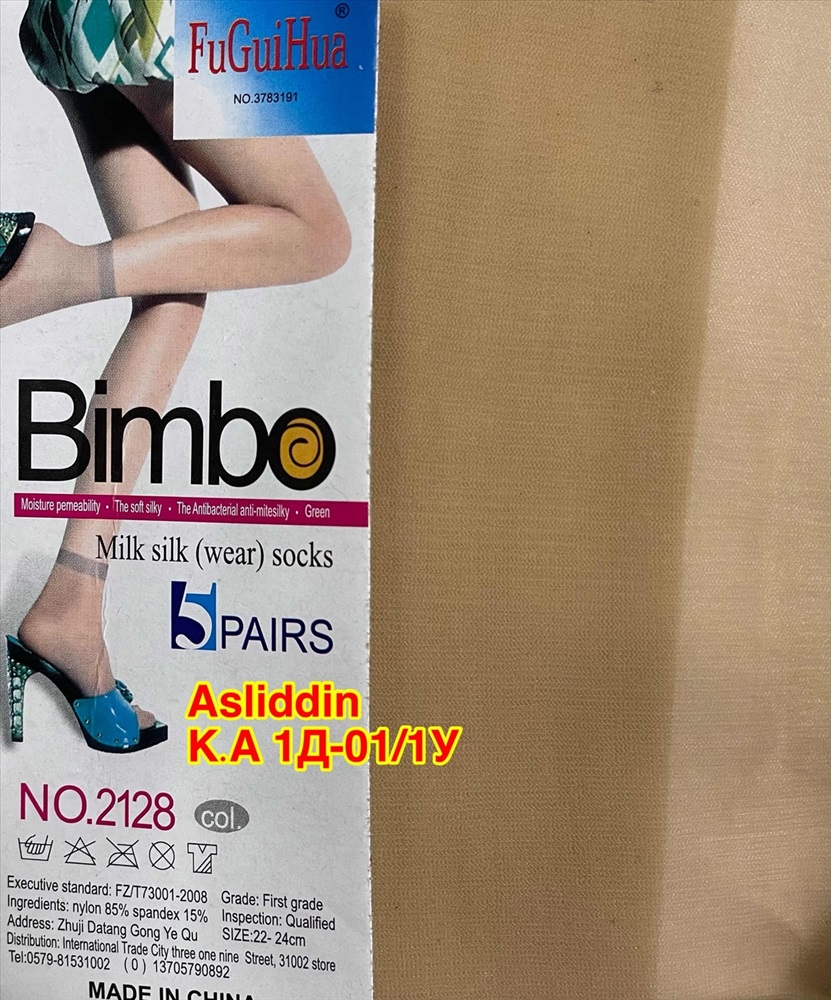 FuGuiHua®
NO.3783191
Bimbo
Moisture permeability • The soft silky • The Antibacterial anti-mitesilky • Green
Milk silk (wear) socks
5 PAIRS
Asliddin
К.А 1Д-01/1У
NO.2128 col.
Executive standard: FZ/T73001-2008 Grade: First grade
Ingredients: nylon 85% spandex 15% Inspection: Qualified
Address: Zhuji Datang Gong Ye Qu SIZE:22- 24cm
Distribution: International Trade City three one nine Street, 31002 store
Tel:0579-81531002 (0) 13705790892
MADE IN CHINA